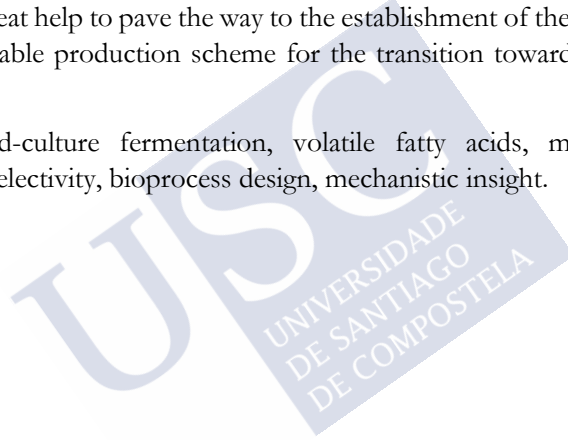 eat help to pave the way to the establishment of the
able production scheme for the transition toward
d-culture fermentation, volatile fatty acids, m
electivity, bioprocess design, mechanistic insight.
USC
UNIVERSIDADE
DE SANTIAGO
DE COMPOSTELA